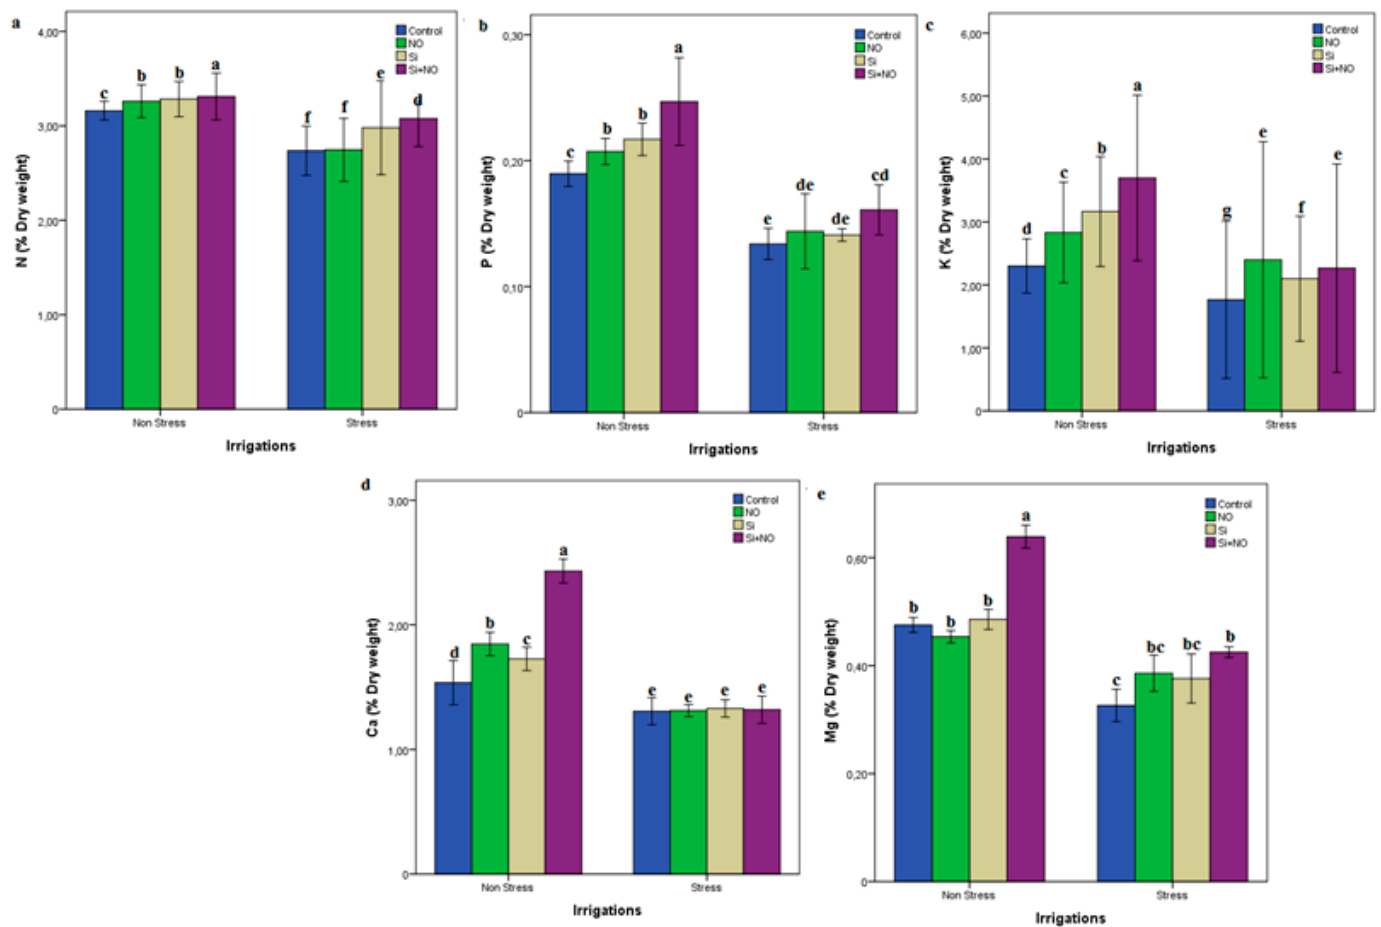 a
4,00
3,00
2,00
1,00
0
N (% Dry weight)
c b b a
f f e d
Control
NO
Si
Si+NO
Non Stress Stress
Irrigations
b
0,30
0,20
0,10
0
P (% Dry weight)
c b b a
e de de cd
Control
NO
Si
Si+NO
Non Stress Stress
Irrigations
c
6,00
5,00
4,00
3,00
2,00
1,00
0
K (% Dry weight)
d c b a
g e f e
Control
NO
Si
Si+NO
Non Stress Stress
Irrigations
d
3,00
2,00
1,00
0
Ca (% Dry weight)
d b c a
e e e e
Control
NO
Si
Si+NO
Non Stress Stress
Irrigations
e
0,60
0,40
0,20
0
Mg (% Dry weight)
b b b a
c bc bc b
Control
NO
Si
Si+NO
Non Stress Stress
Irrigations